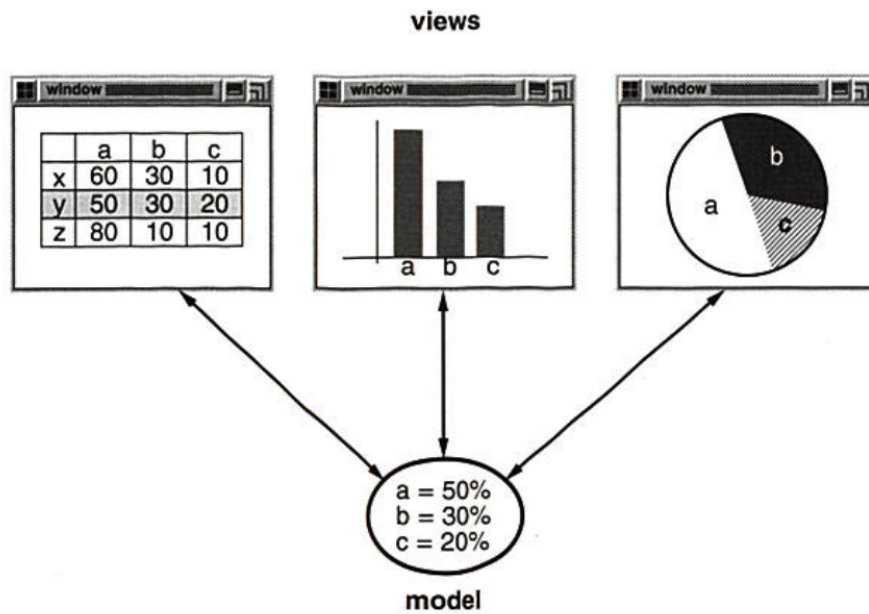 views
window
window
window
a b c
x 60 30 10
y 50 30 20
z 80 10 10
a b c
a b c
a = 50%
b = 30%
c = 20%
model